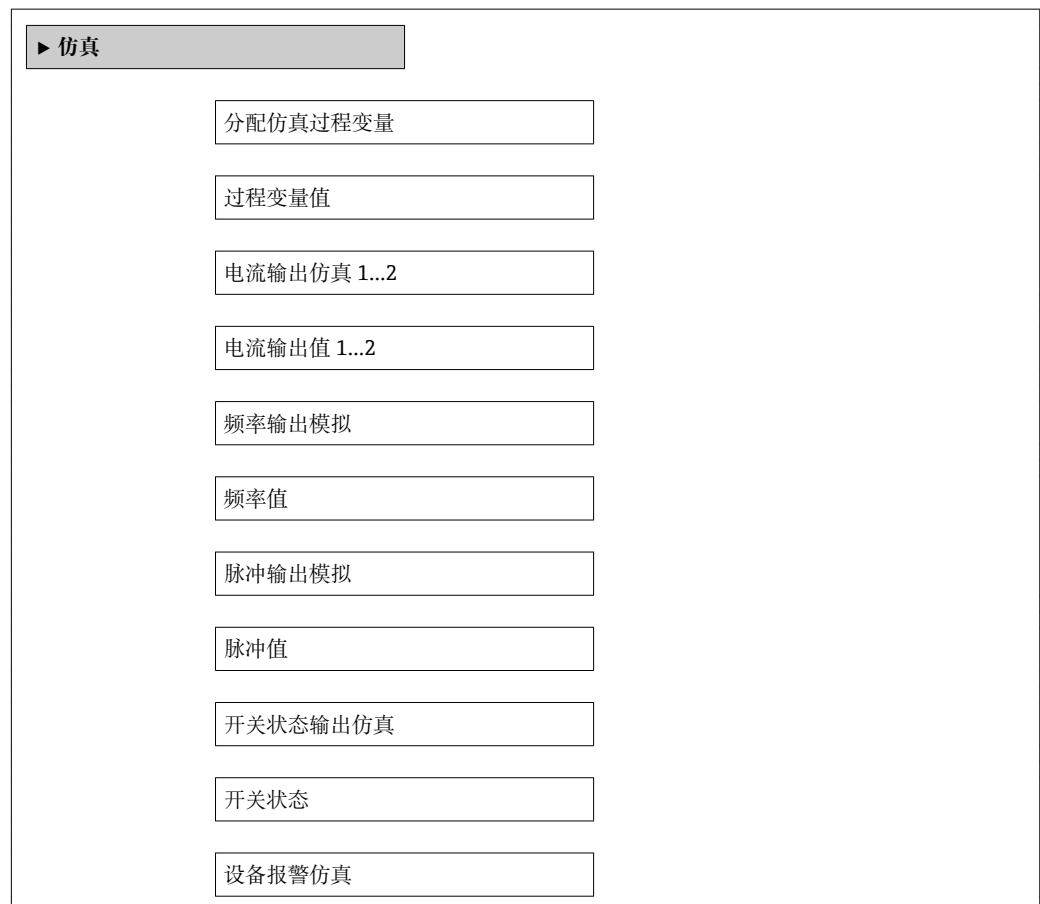 ▶ 仿真
分配仿真过程变量
过程变量值
电流输出仿真 1...2
电流输出值 1...2
频率输出模拟
频率值
脉冲输出模拟
脉冲值
开关状态输出仿真
开关状态
设备报警仿真